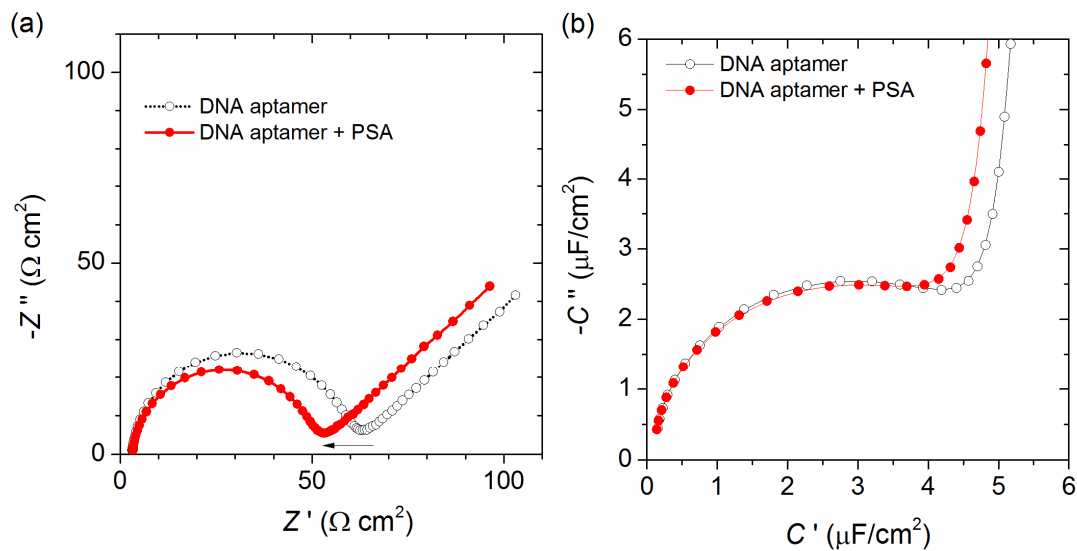 (a)
DNA aptamer
DNA aptamer + PSA
-Z" (Ω cm²)
100
50
0
0
50
100
Z' (Ω cm²)
(b)
DNA aptamer
DNA aptamer + PSA
-C" (µF/cm²)
6
5
4
3
2
1
0
0
1
2
3
4
5
6
C' (µF/cm²)